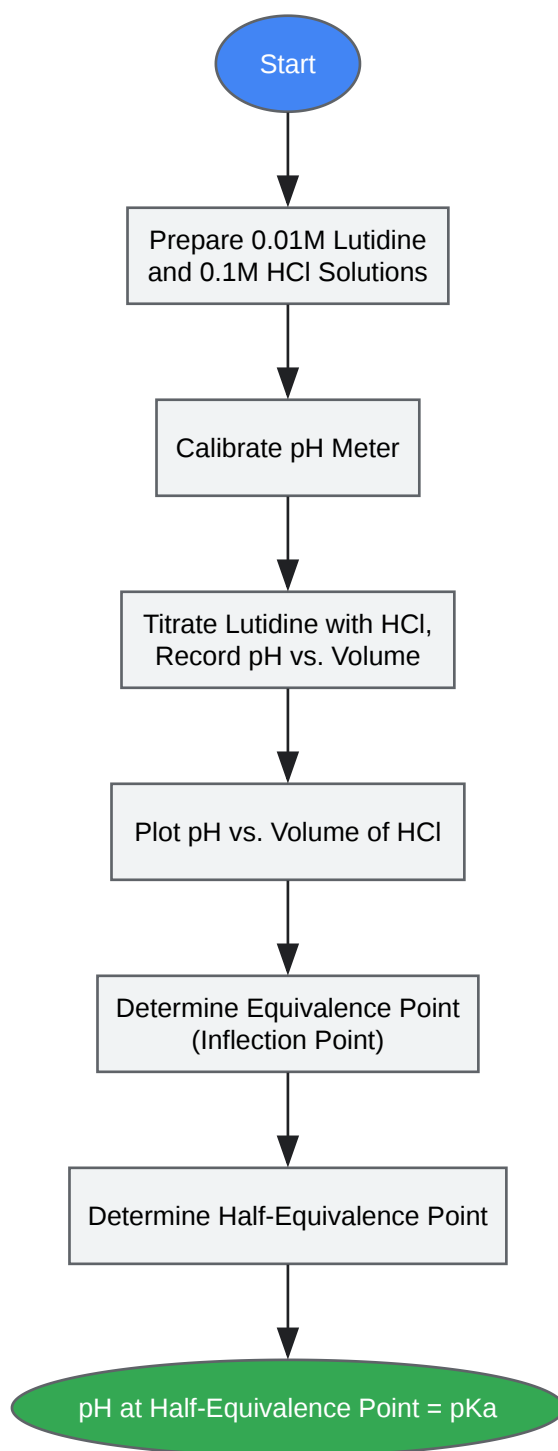 Start
Prepare 0.01M Lutidine
and 0.1M HCl Solutions
Calibrate pH Meter
Titrate Lutidine with HCl,
Record pH vs. Volume
Plot pH vs. Volume of HCl
Determine Equivalence Point
(Inflection Point)
Determine Half-Equivalence Point
pH at Half-Equivalence Point = pKa